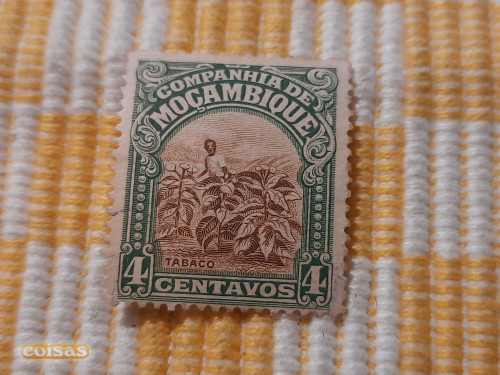 COMPANHIA DE
MOÇAMBIQUE
TABACO
4 CENTAVOS 4
coisas